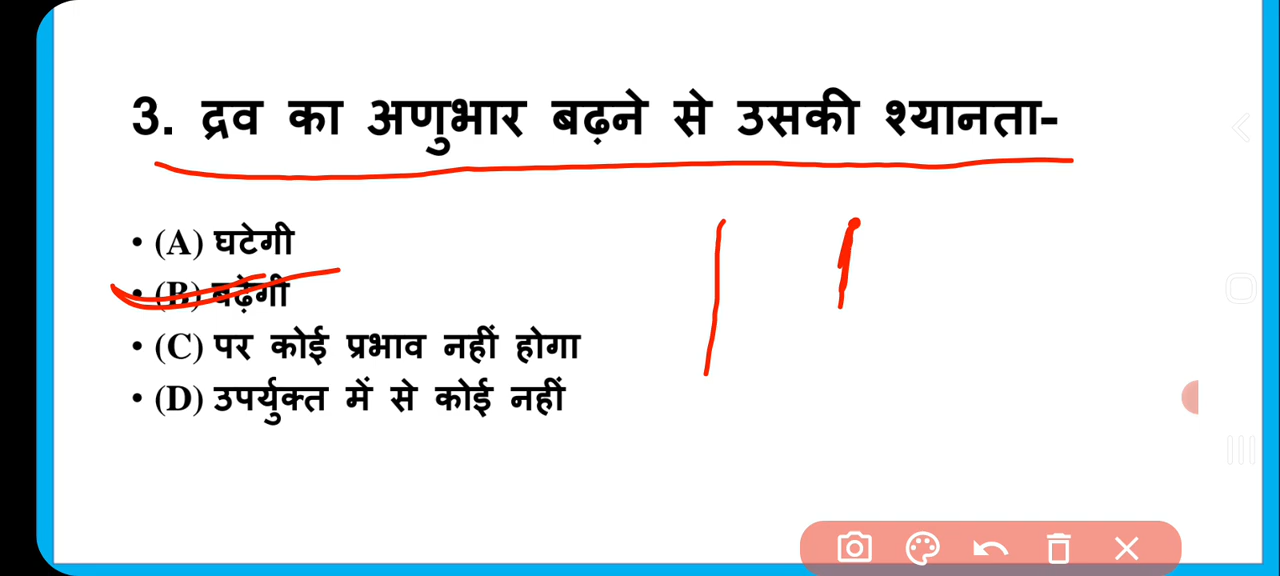 3. द्रव का अणुभार बढ़ने से उसकी श्यानता-
• (A) घटेगी
• (B) बढ़ेगी
• (C) पर कोई प्रभाव नहीं होगा
• (D) उपर्युक्त में से कोई नहीं